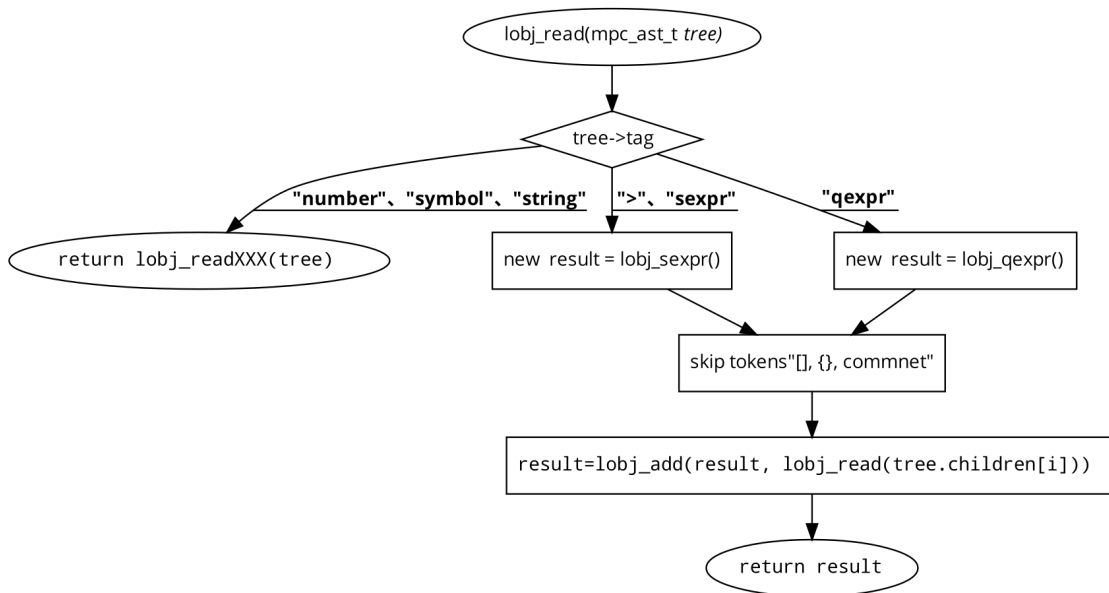 lobj_read(mpc_ast_t tree)
tree->tag
"number"、"symbol"、"string"
">"、"sexpr"
"qexpr"
return lobj_readXXX(tree)
new result = lobj_sexpr()
new result = lobj_qexpr()
skip tokens"[], {}, commnet"
result=lobj_add(result, lobj_read(tree.children[i]))
return result